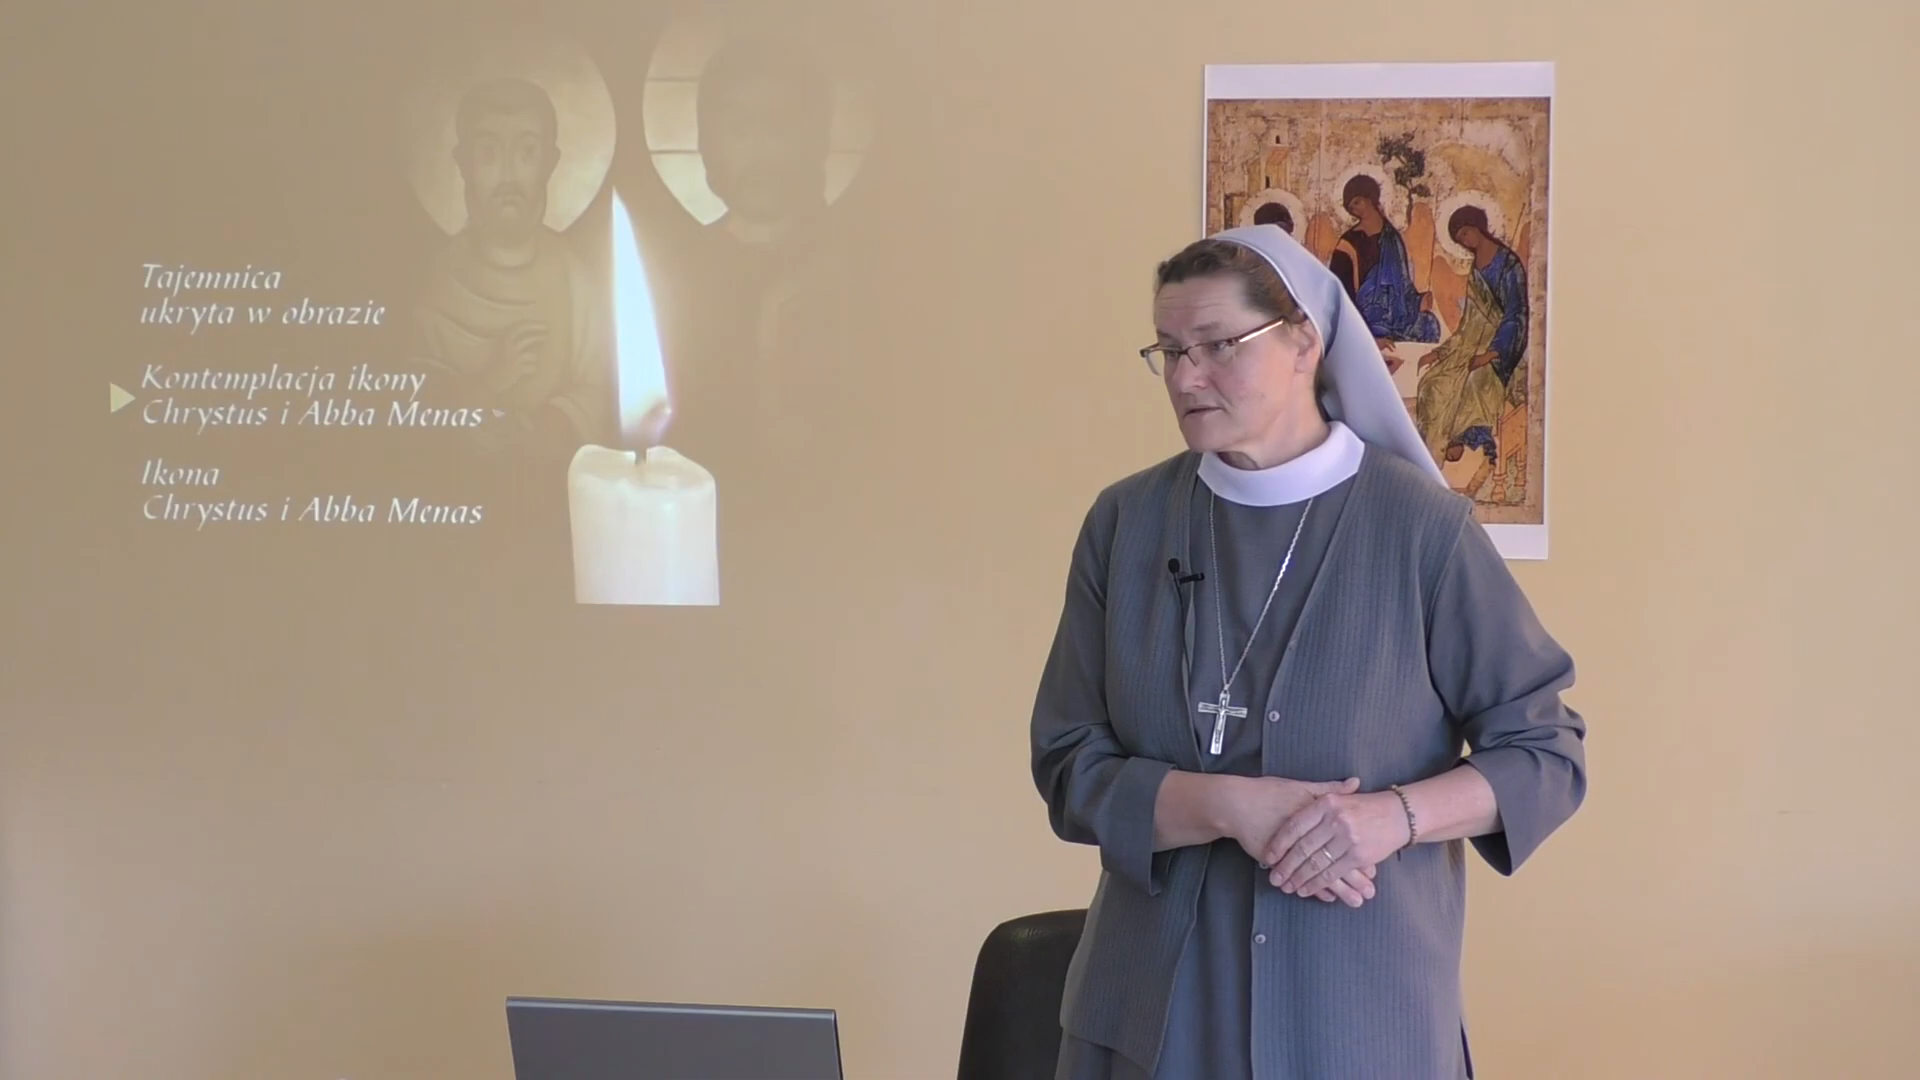 Tajemnica
ukryta w obrazie
Kontemplacja ikony
Chrystus i Abba Menas
Ikona
Chrystus i Abba Menas